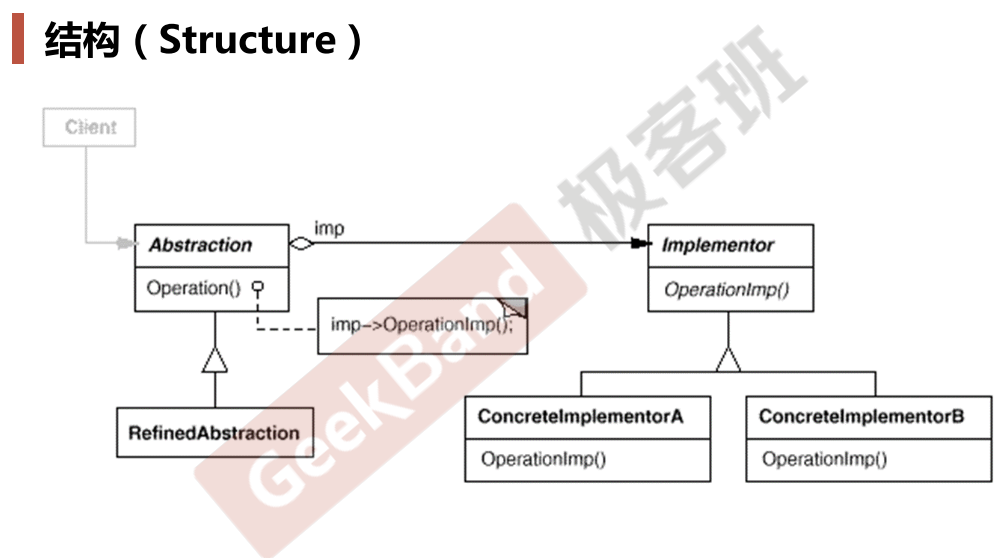 结构（Structure）
Client
Abstraction
Operation()
imp
imp->OperationImp();
Implementor
OperationImp()
RefinedAbstraction
ConcreteImplementorA
OperationImp()
ConcreteImplementorB
OperationImp()
GeekBand 极客班